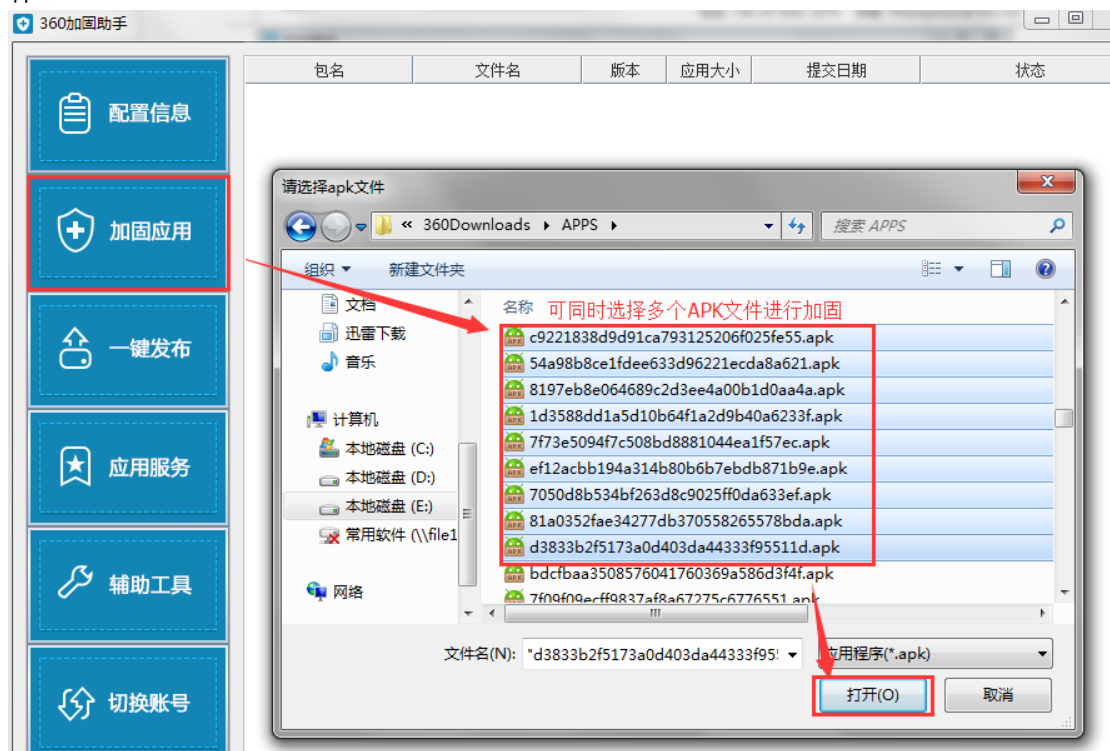 360加固助手
包名 文件名 版本 应用大小 提交日期 状态
配置信息
加固应用
一键发布
应用服务
辅助工具
切换账号
请选择apk文件
« 360Downloads ▸ APPS ▸
搜索 APPS
组织 新建文件夹
文档
迅雷下载
音乐
计算机
本地磁盘 (C:)
本地磁盘 (D:)
本地磁盘 (E:)
常用软件 (\\file1
网络
名称 可同时选择多个APK文件进行加固
c9221838d9d91ca793125206f025fe55.apk
54a98b8ce1fdee633d96221ecda8a621.apk
8197eb8e064689c2d3ee4a00b1d0aa4a.apk
1d3588dd1a5d10b64f1a2d9b40a6233f.apk
7f73e5094f7c508bd8881044ea1f57ec.apk
ef12acbb194a314b80b6b7ebdb871b9e.apk
7050d8b534bf263d8c9025ff0da633ef.apk
81a0352fae34277db370558265578bda.apk
d3833b2f5173a0d403da44333f95511d.apk
bdcfbaa3508576041760369a586d3f4f.apk
7f09f09ecff9837af8a67275c6776551.apk
文件名(N): "d3833b2f5173a0d403da44333f95! 应用程序(*.apk)
打开(O) 取消